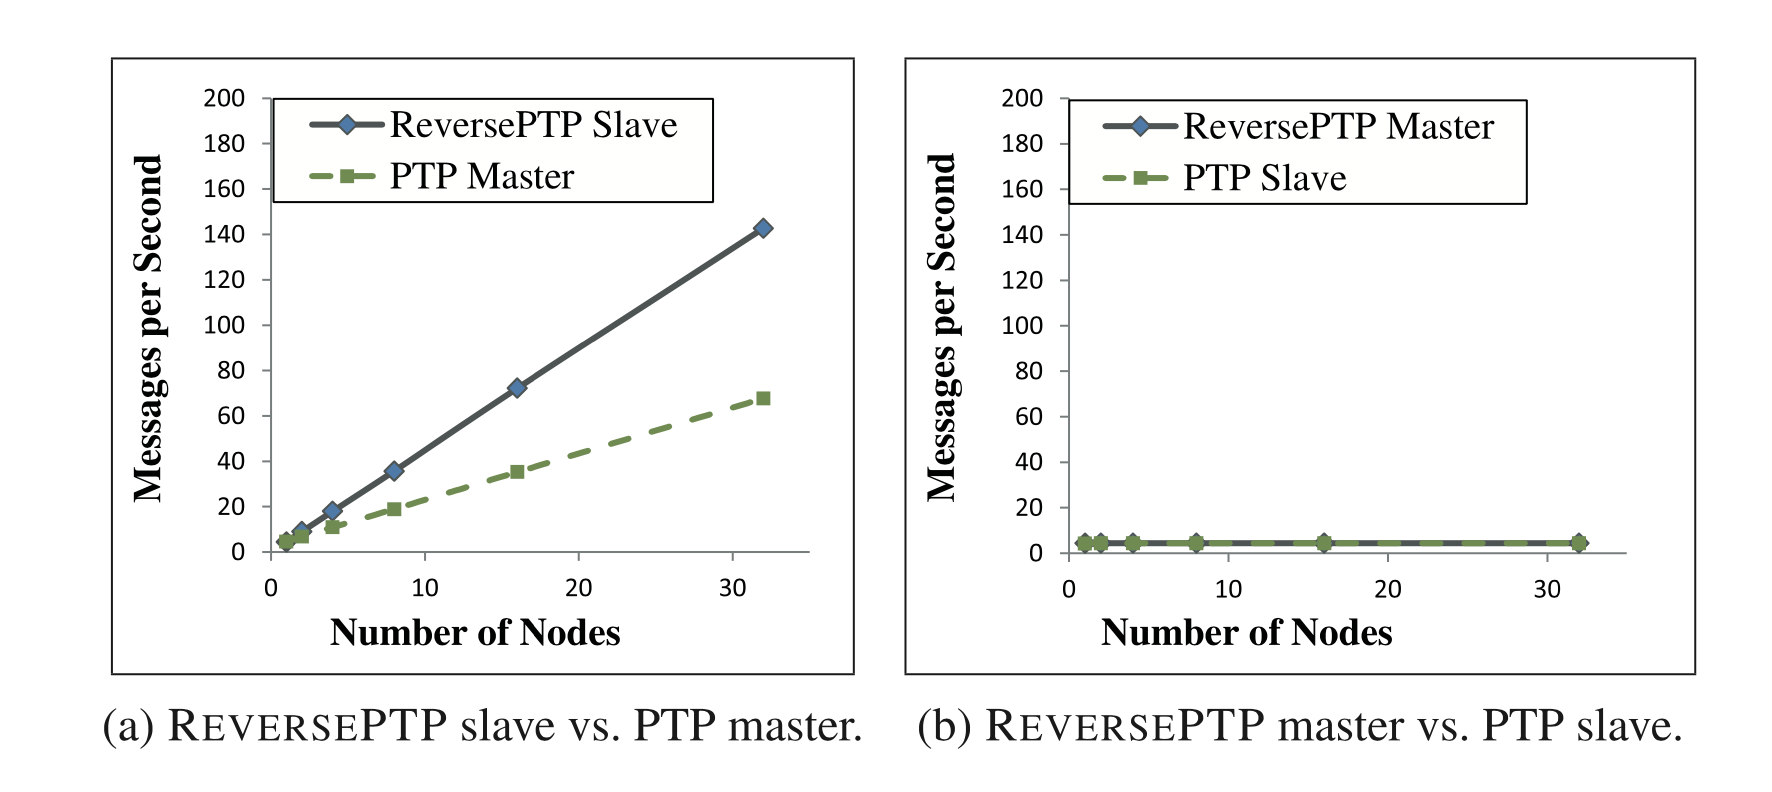 200
180
160
140
120
100
80
60
40
20
0
0 10 20 30
Messages per Second
Number of Nodes
ReversePTP Slave
PTP Master
(a) REVERSEPTP slave vs. PTP master.
200
180
160
140
120
100
80
60
40
20
0
0 10 20 30
Messages per Second
Number of Nodes
ReversePTP Master
PTP Slave
(b) REVERSEPTP master vs. PTP slave.